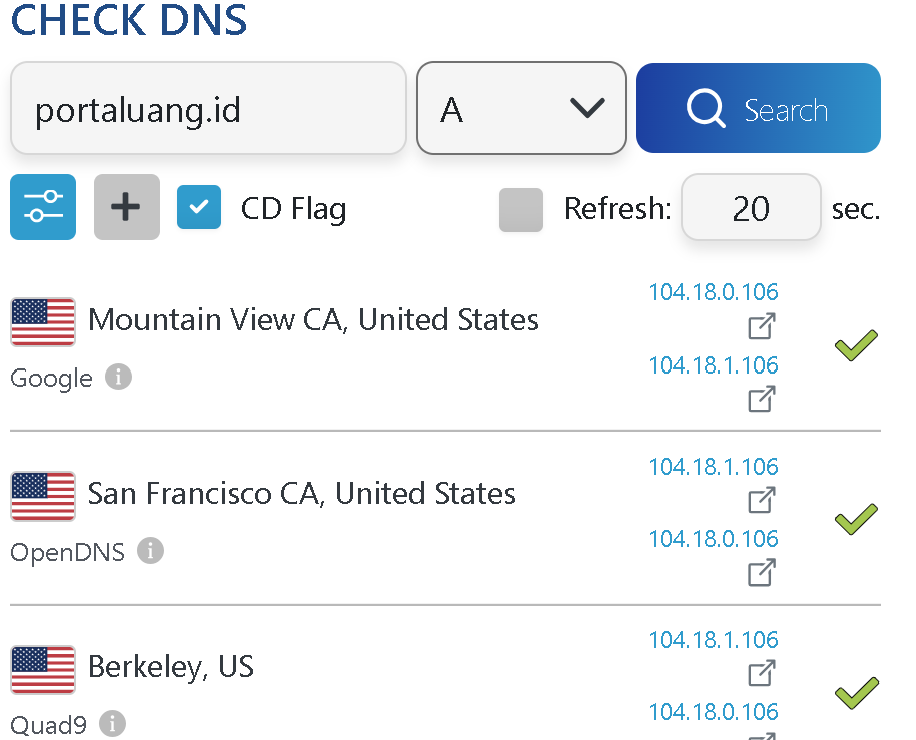 CHECK DNS
portaluang.id A Search
CD Flag Refresh: 20 sec.
104.18.0.106
Mountain View CA, United States
104.18.1.106
Google
104.18.1.106
San Francisco CA, United States
104.18.0.106
OpenDNS
104.18.1.106
Berkeley, US
104.18.0.106
Quad9